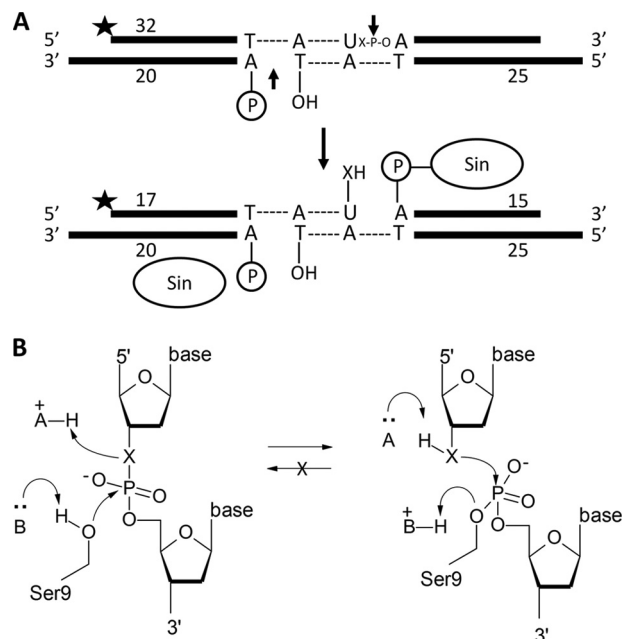 A
32
5’ T A U X-P-O A 3’
3’ A T A T 5’
20 25
P OH
XH P Sin
17 15
5’ T A U A 3’
3’ A T A T 5’
20 25
Sin P OH
B
5' base 5' base
O O
+ A—H A
X H X
-O P O O- P O
B H O O + B—H O O
base base
Ser9 O Ser9 O
3' 3'
X